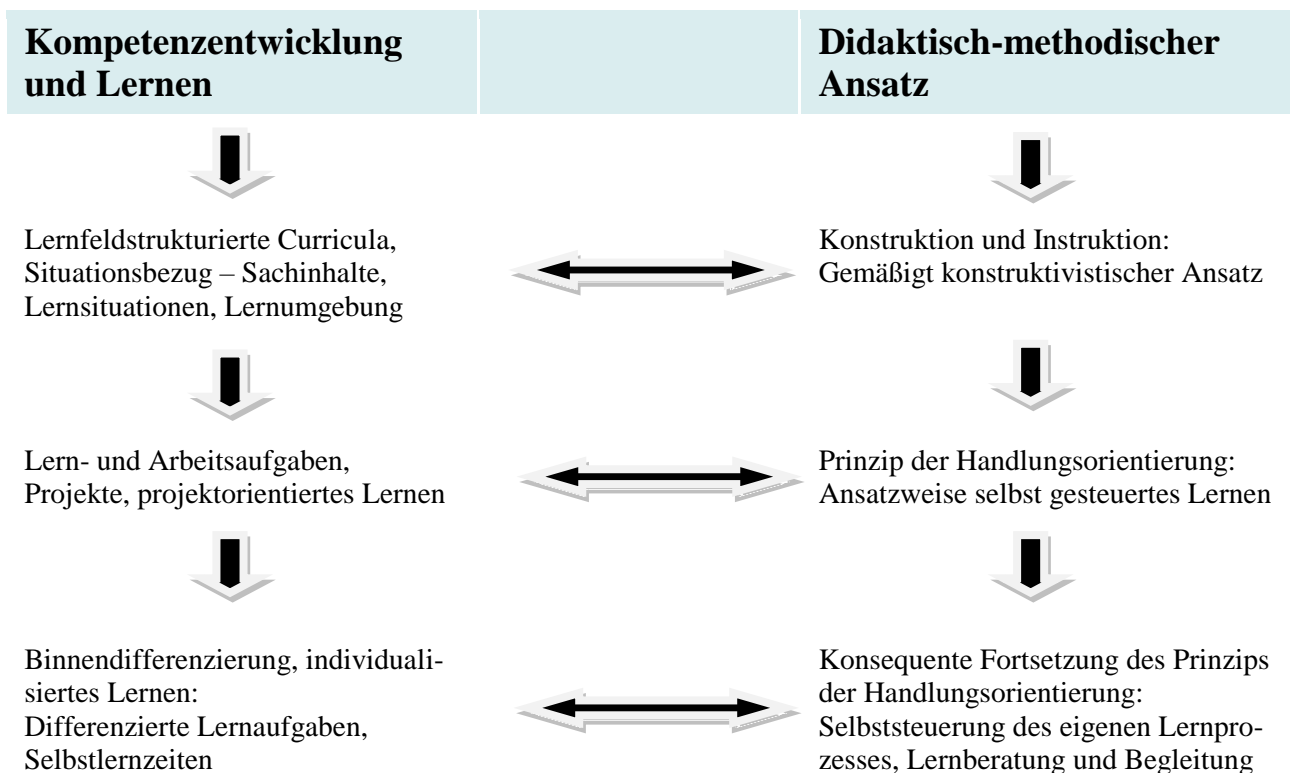 Kompetenzentwicklung
und Lernen
Didaktisch-methodischer
Ansatz
Lernfeldstrukturierte Curricula,
Situationsbezug – Sachinhalte,
Lernsituationen, Lernumgebung
Konstruktion und Instruktion:
Gemäßigt konstruktivistischer Ansatz
Lern- und Arbeitsaufgaben,
Projekte, projektorientiertes Lernen
Prinzip der Handlungsorientierung:
Ansatzweise selbst gesteuertes Lernen
Binnendifferenzierung, individuali-
siertes Lernen:
Differenzierte Lernaufgaben,
Selbstlernzeiten
Konsequente Fortsetzung des Prinzips
der Handlungsorientierung:
Selbststeuerung des eigenen Lernpro-
zesses, Lernberatung und Begleitung